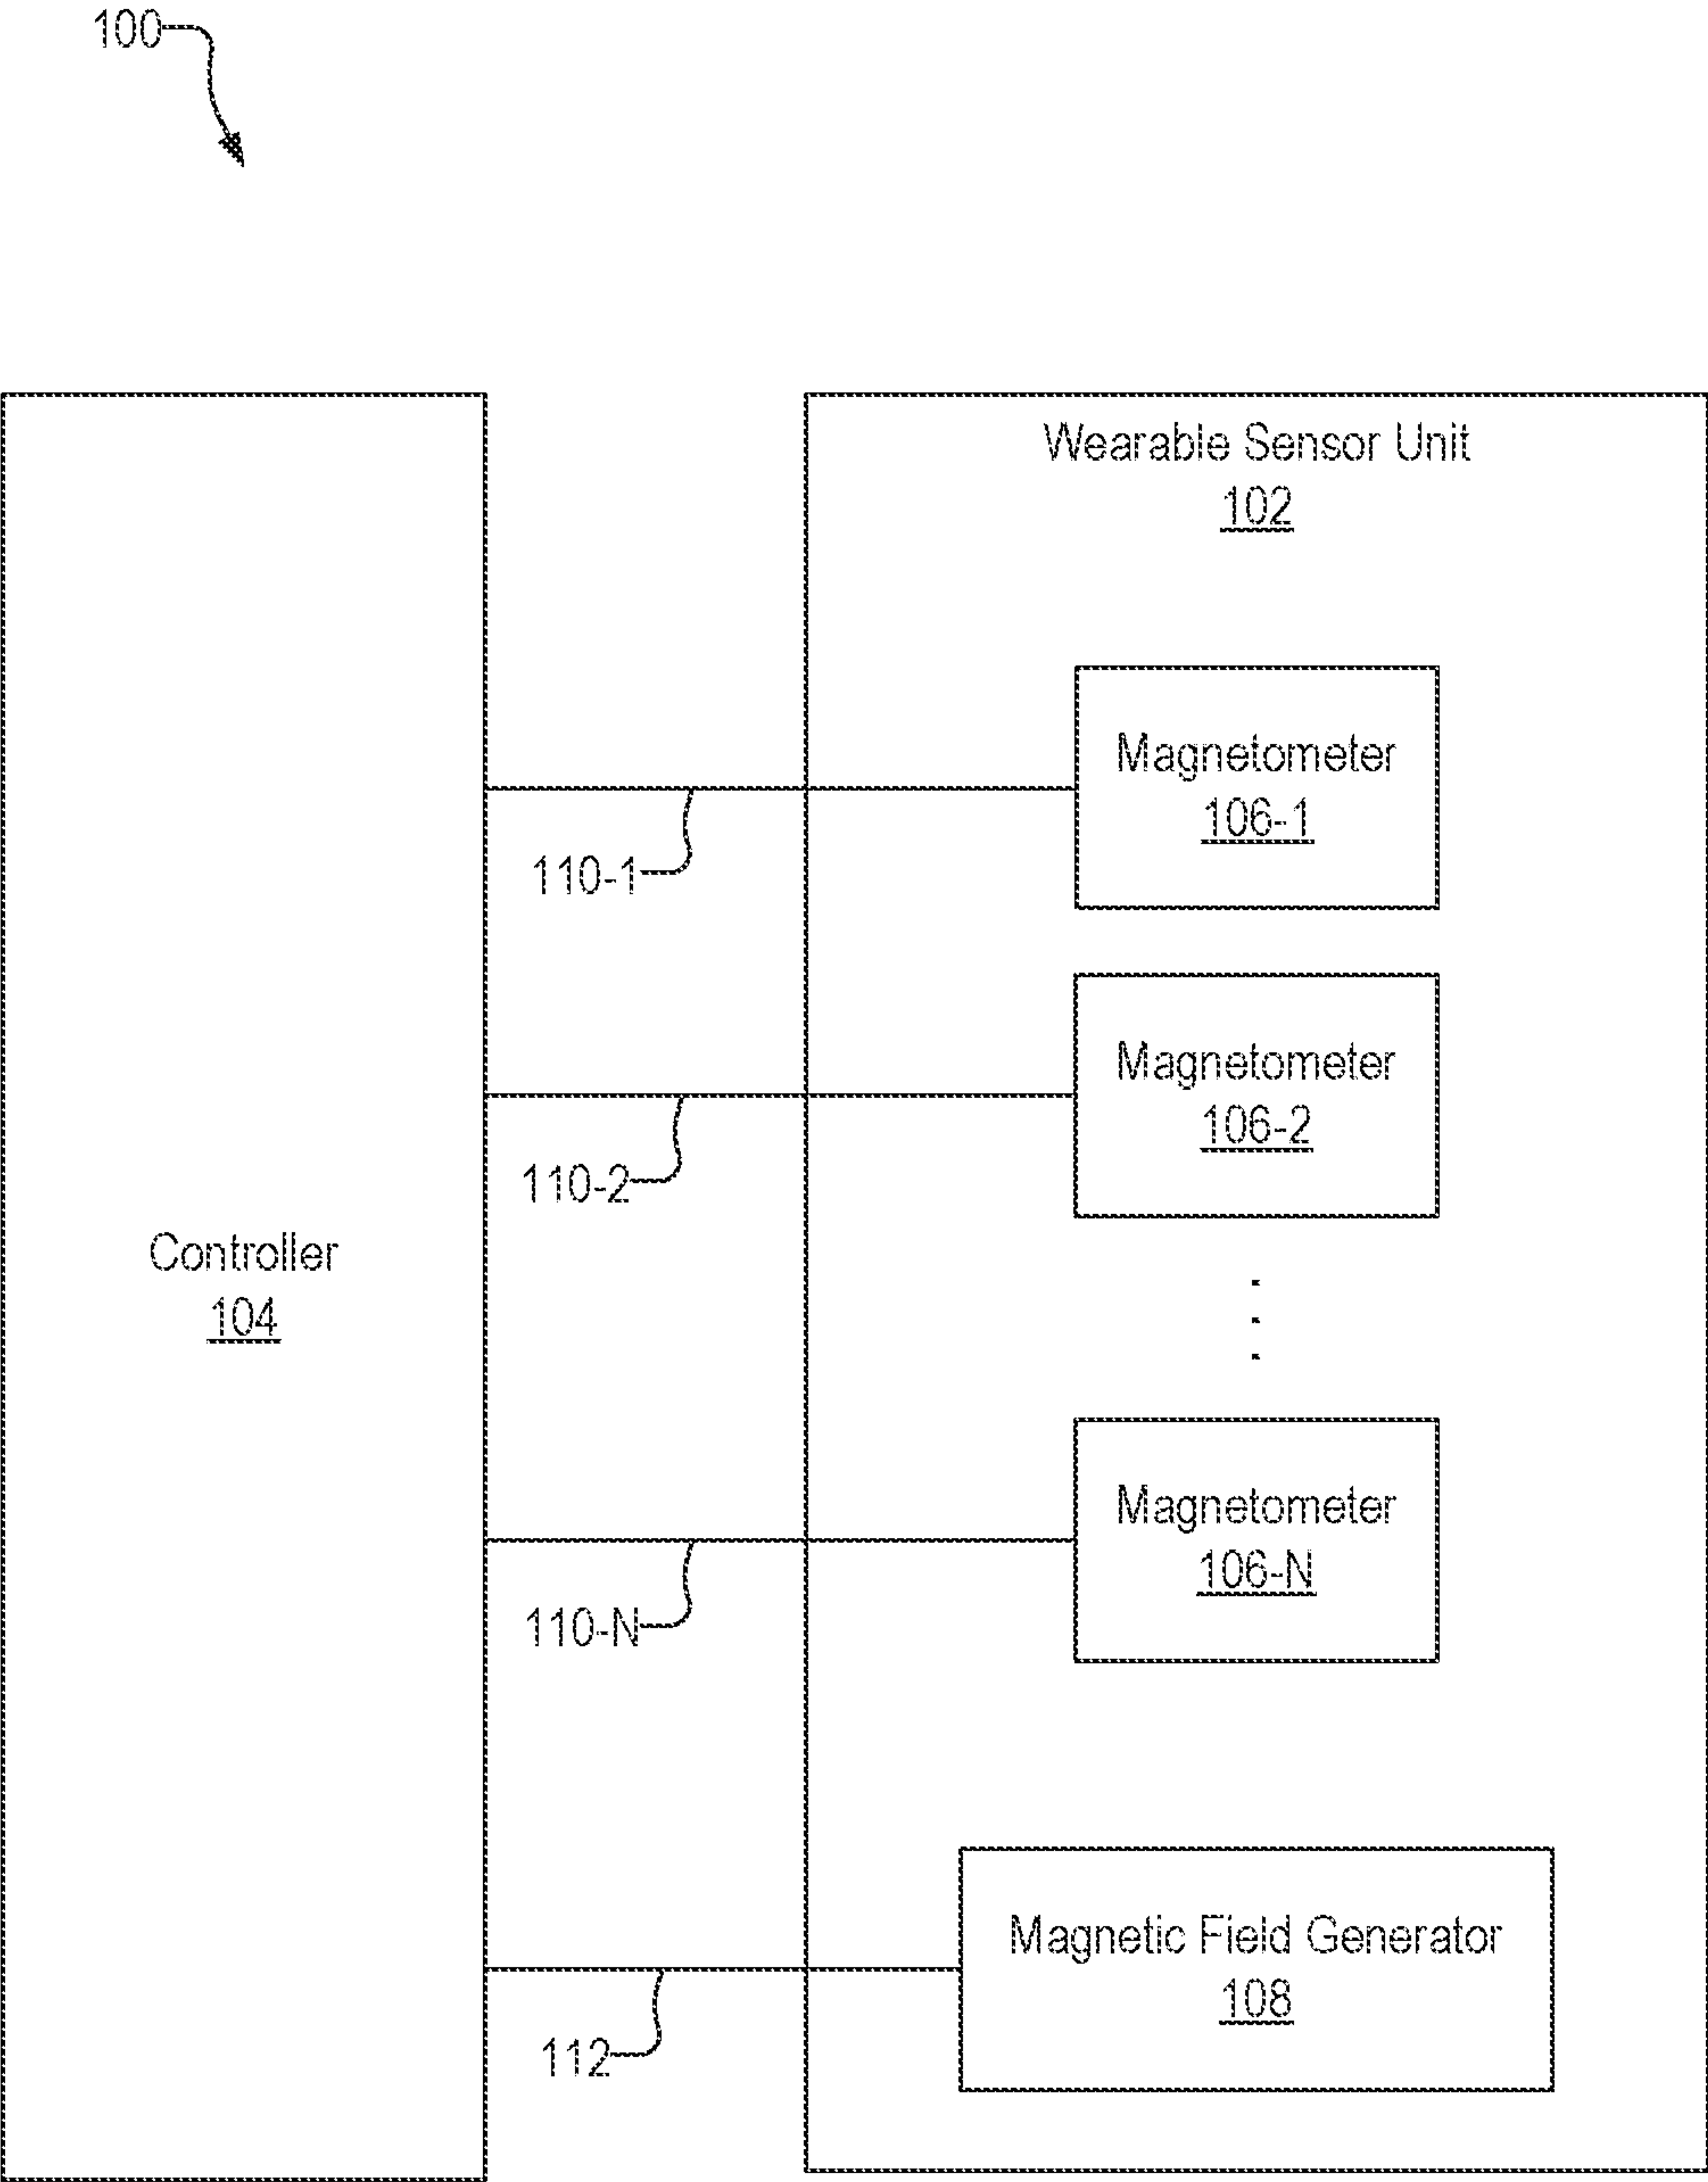 100
Wearable Sensor Unit
102
Magnetometer
106-1
110-1
Magnetometer
106-2
110-2
Controller
104
Magnetometer
106-N
110-N
Magnetic Field Generator
108
112